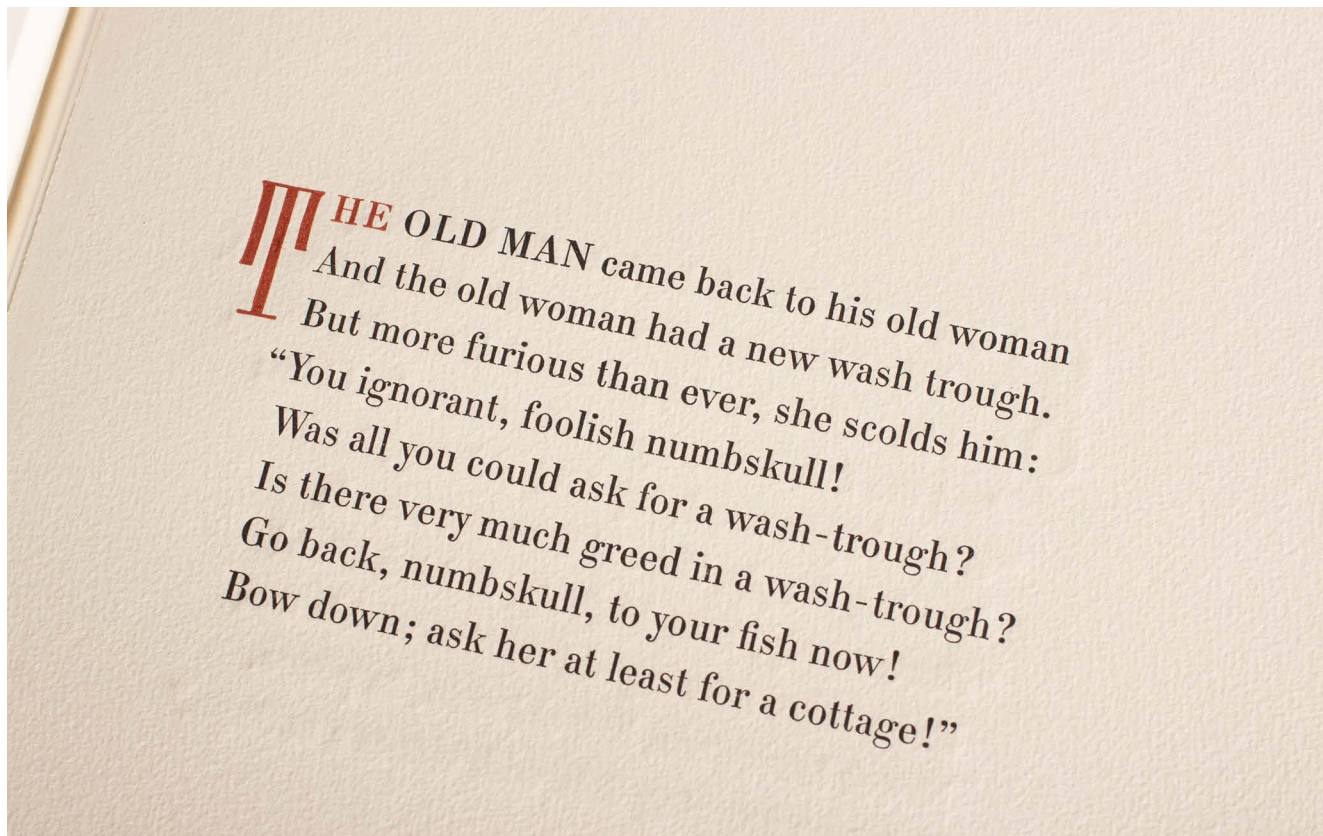 THE OLD MAN came back to his old woman
And the old woman had a new wash trough.
But more furious than ever, she scolds him:
“You ignorant, foolish numbskull!
Was all you could ask for a wash-trough?
Is there very much greed in a wash-trough?
Go back, numbskull, to your fish now!
Bow down; ask her at least for a cottage!”